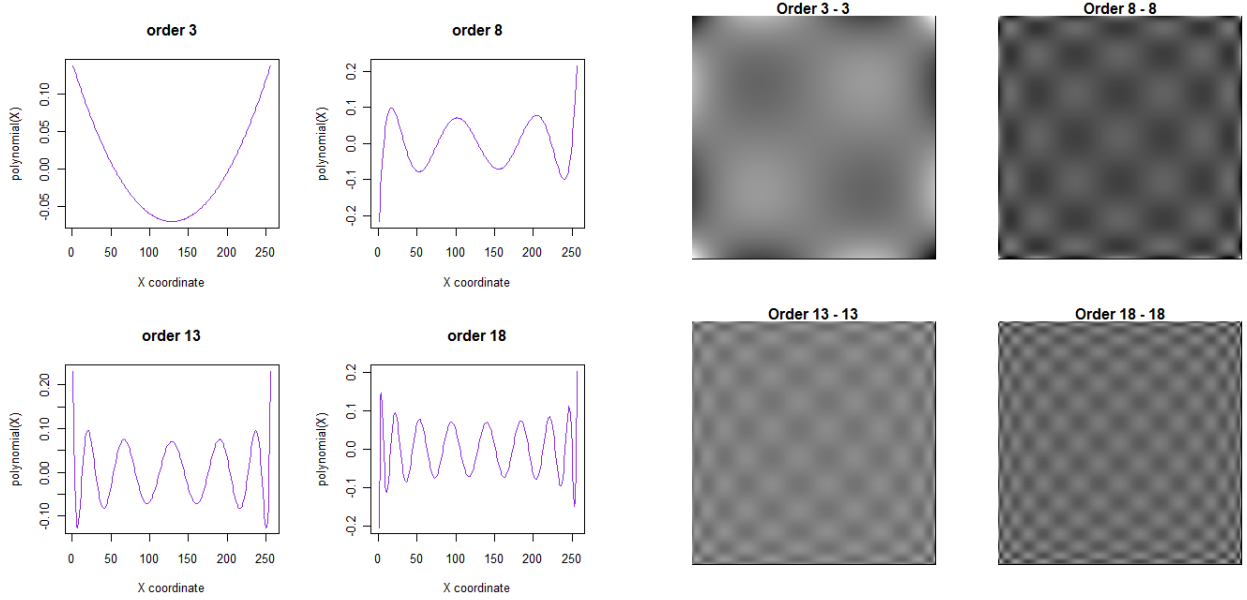 order 3
polynomial(X)
-0.05 0.00 0.05 0.10
0 50 100 150 200 250
X coordinate
order 8
polynomial(X)
-0.2 -0.1 0.0 0.1 0.2
0 50 100 150 200 250
X coordinate
Order 3 - 3
Order 8 - 8
order 13
polynomial(X)
-0.10 0.00 0.10 0.20
0 50 100 150 200 250
X coordinate
order 18
polynomial(X)
-0.2 -0.1 0.0 0.1 0.2
0 50 100 150 200 250
X coordinate
Order 13 - 13
Order 18 - 18